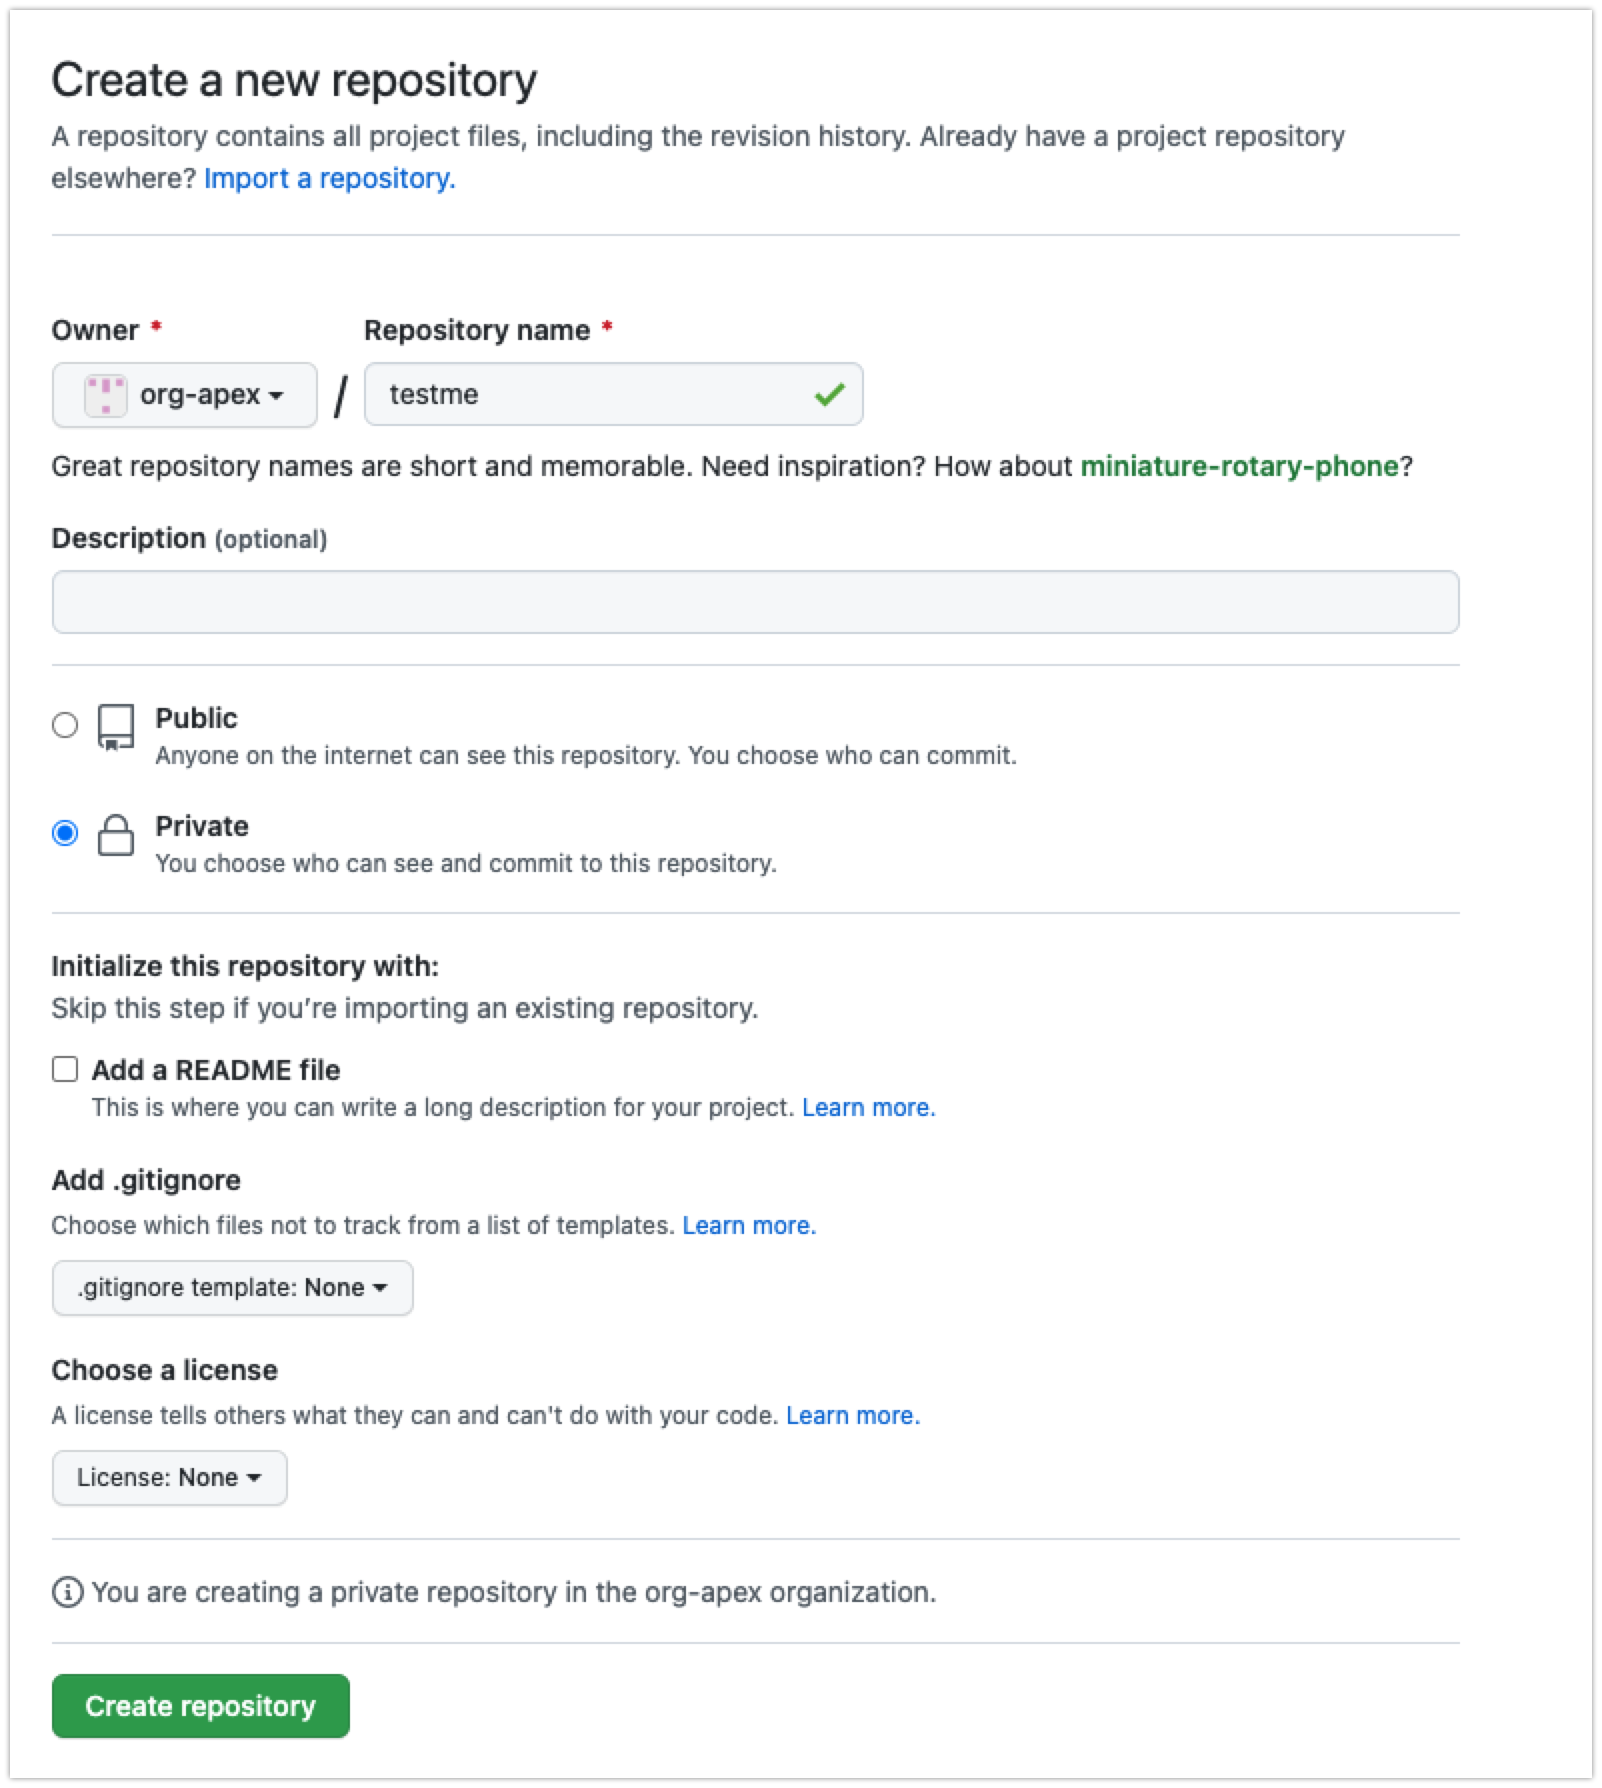 Create a new repository
A repository contains all project files, including the revision history. Already have a project repository
elsewhere? Import a repository.
Owner * Repository name *
org-apex / testme
Great repository names are short and memorable. Need inspiration? How about miniature-rotary-phone?
Description (optional)
Public
Anyone on the internet can see this repository. You choose who can commit.
Private
You choose who can see and commit to this repository.
Initialize this repository with:
Skip this step if you’re importing an existing repository.
Add a README file
This is where you can write a long description for your project. Learn more.
Add .gitignore
Choose which files not to track from a list of templates. Learn more.
.gitignore template: None
Choose a license
A license tells others what they can and can't do with your code. Learn more.
License: None
You are creating a private repository in the org-apex organization.
Create repository